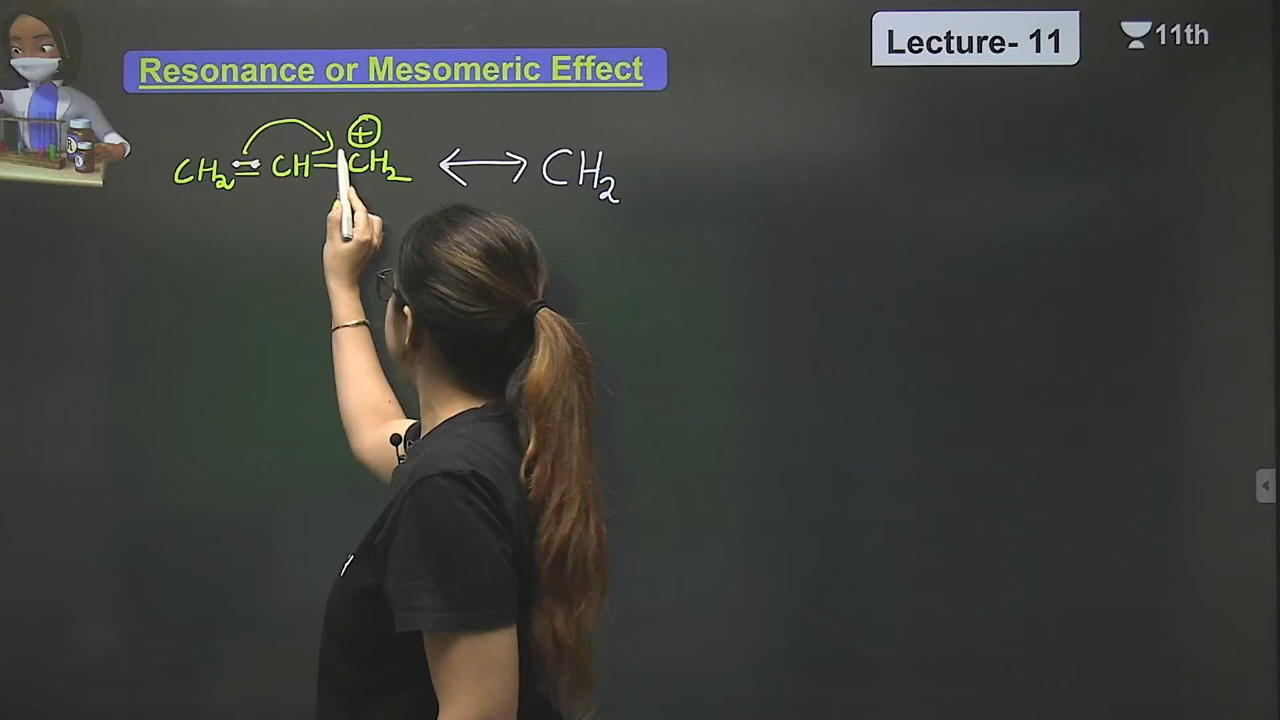 Lecture- 11
11th
Resonance or Mesomeric Effect
CH₂=CH–CH₂⊕ ⟷ CH₂